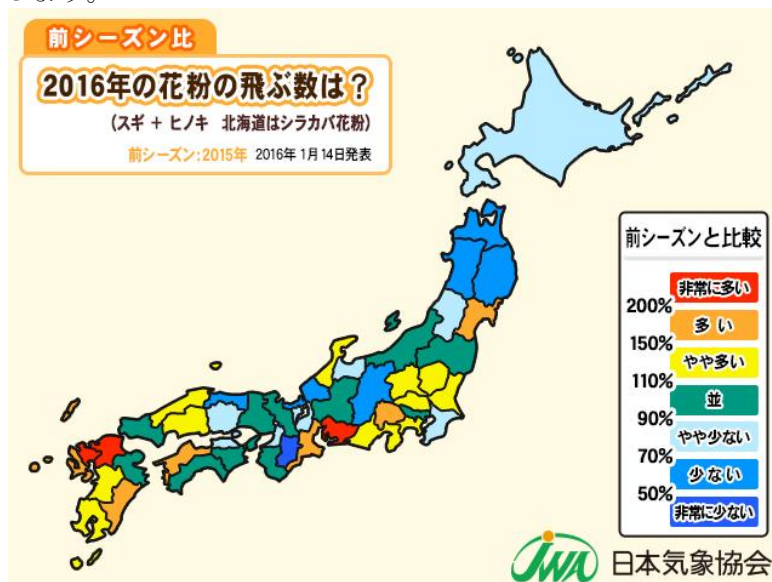 前シーズン比
2016年の花粉の飛ぶ数は？
（スギ + ヒノキ　北海道はシラカバ花粉）
前シーズン：2015年 2016年 1月14日発表
前シーズンと比較
非常に多い
200%
多 い
150%
やや多い
110%
並
90%
やや少ない
70%
少ない
50%
非常に少ない
JWA 日本気象協会